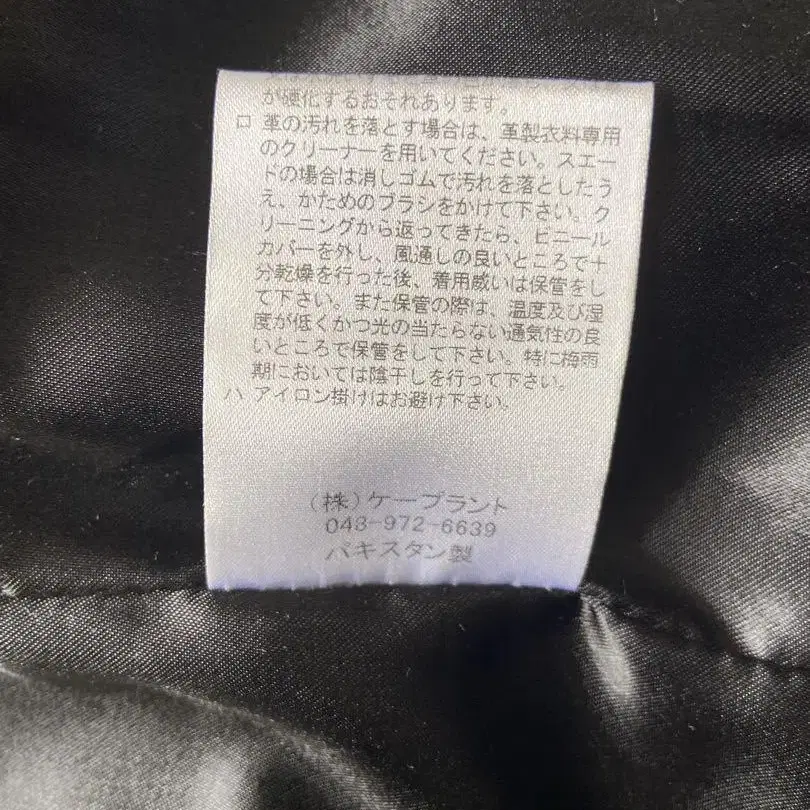 が硬化するおそれあります。
ロ 革の汚れを落とす場合は、革製衣料専用
のクリーナーを用いてください。スエー
ドの場合は消しゴムで汚れを落としたう
え、かためのブラシをかけて下さい。ク
リーニングから返ってきたら、ビニール
カバーを外し、風通しの良いところで十
分乾燥を行った後、着用或いは保管をし
て下さい。また保管の際は、温度及び湿
度が低くかつ光の当たらない通気性の良
いところで保管をして下さい。特に梅雨
期においては陰干しを行って下さい。
ハ アイロン掛けはお避け下さい。
(株)ケープラント
048-972-6639
パキスタン製